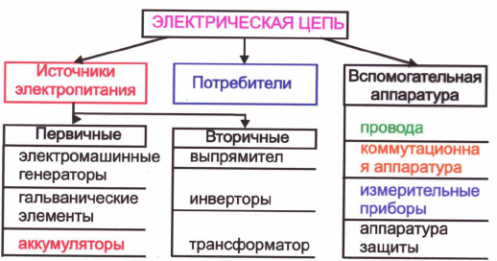 ЭЛЕКТРИЧЕСКАЯ ЦЕПЬ
Источники
электропитания
Потребители
Вспомогательная
аппаратура
Первичные
электромашинные
генераторы
гальванические
элементы
аккумуляторы
Вторичные
выпрямител
инверторы
трансформатор
провода
коммутационна
я аппаратура
измерительные
приборы
аппаратура
защиты